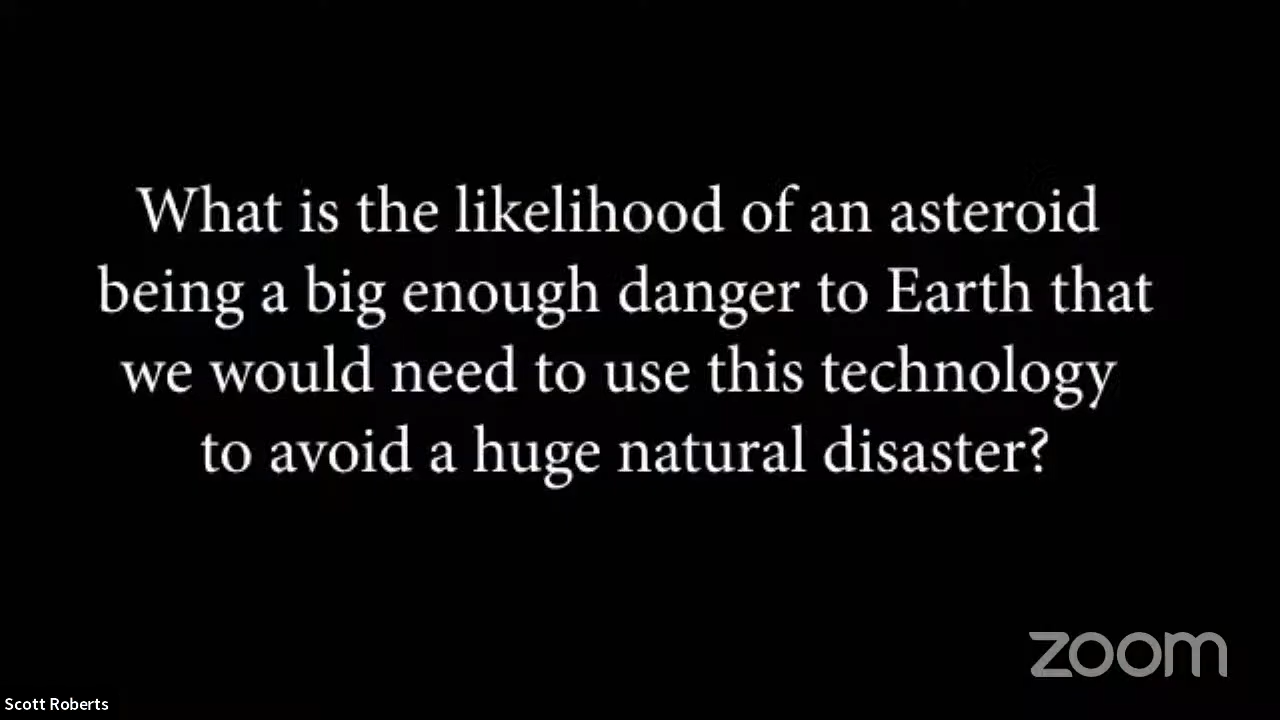 What is the likelihood of an asteroid
being a big enough danger to Earth that
we would need to use this technology
to avoid a huge natural disaster?
zoom
Scott Roberts